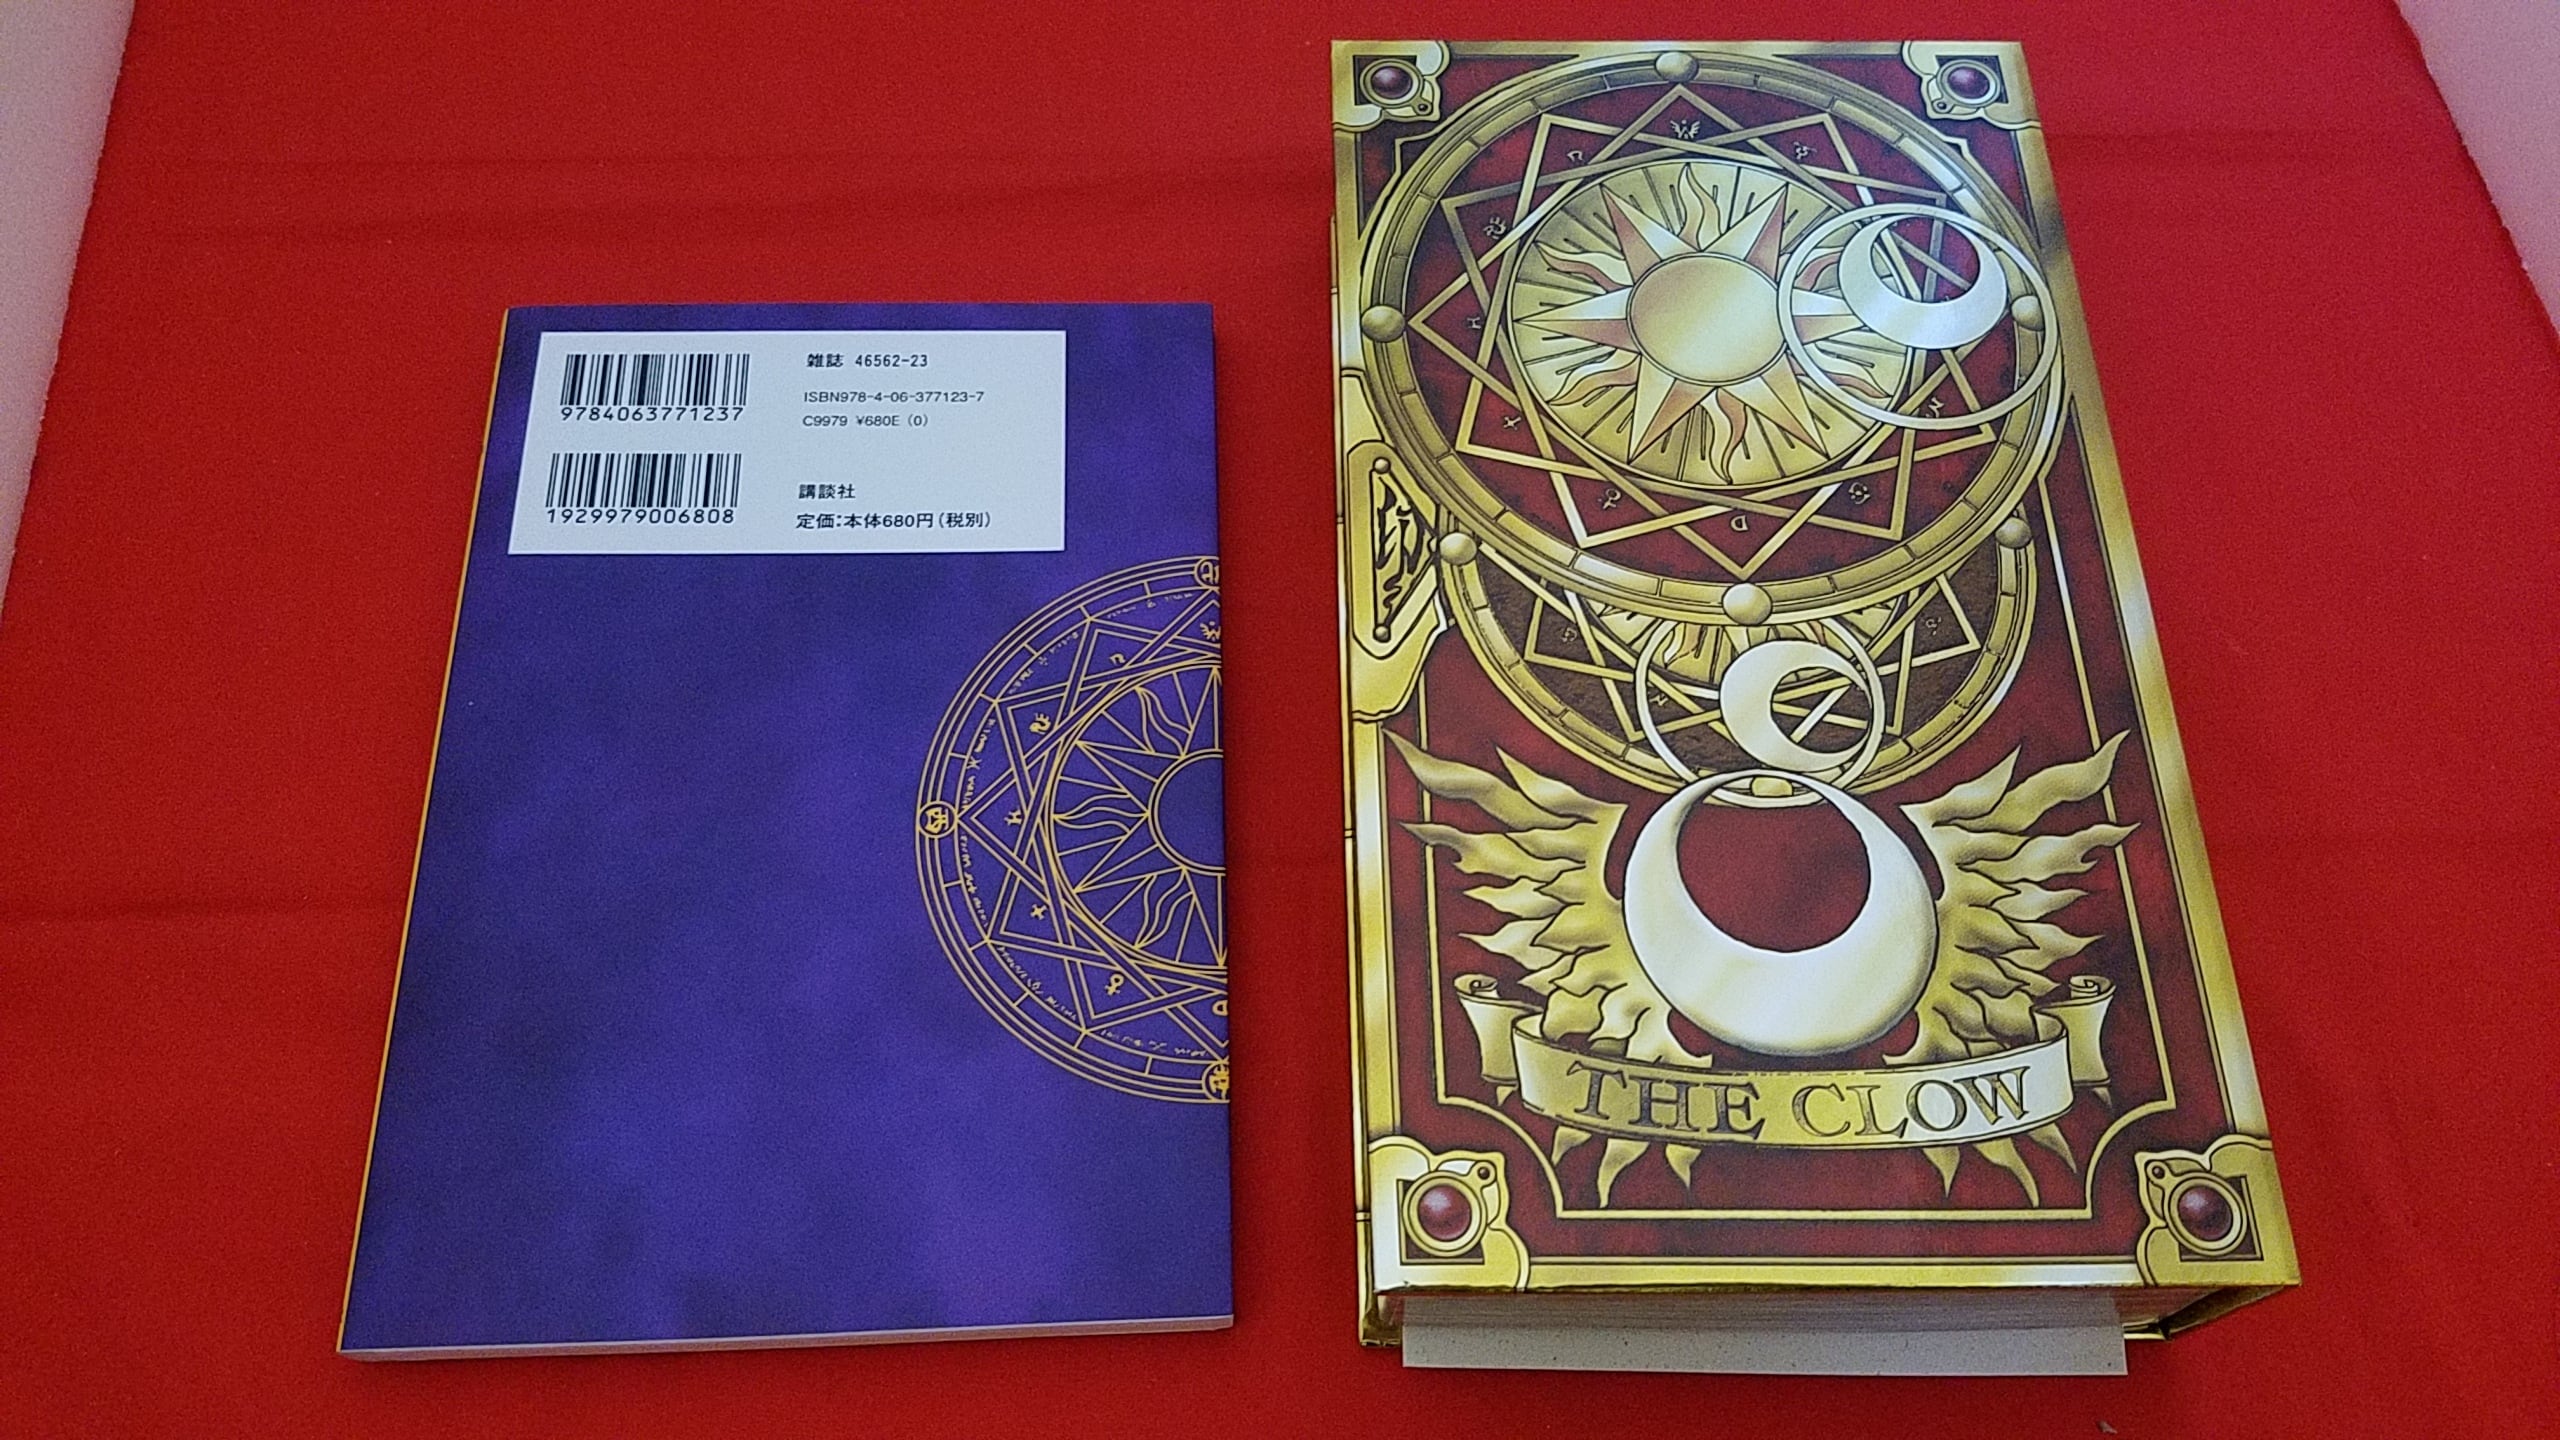 9784063771237
雑誌 46562-23
ISBN978-4-06-377123-7
C9979 ¥680E (0)
1929979006808
講談社
定価:本体680円(税別)
THE CLOW